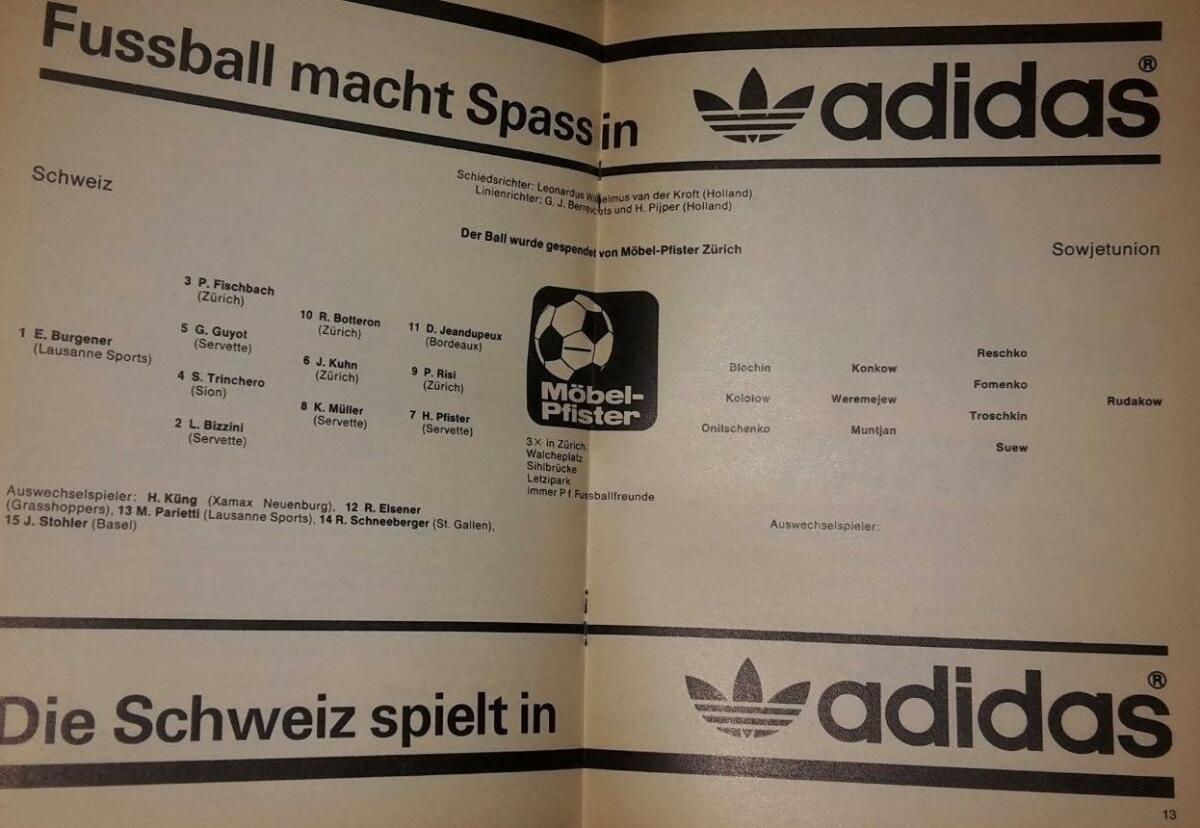 Fussball macht Spass in adidas®
Schweiz
Schiedsrichter: Leonardus Wilhelmus van der Kroft (Holland)
Linienrichter: G. J. und H. Pijper (Holland)
Der Ball wurde gespendet von Möbel-Pfister Zürich
Sowjetunion
1 E. Burgener
(Lausanne Sports)
3 P. Fischbach
(Zürich)
5 G. Guyot
(Servette)
4 S. Trinchero
(Sion)
2 L. Bizzini
(Servette)
10 R. Botteron
(Zürich)
6 J. Kuhn
(Zürich)
8 K. Müller
(Servette)
11 D. Jeandupeux
(Bordeaux)
9 P. Risi
(Zürich)
7 H. Pfister
(Servette)
Möbel-
Pfister
3× in Zürich:
Walcheplatz
Sihlbrücke
Letzipark
immer P f. Fussballfreunde
Blochin
Kolotow
Onitschenko
Konkow
Weremejew
Muntjan
Reschko
Fomenko
Troschkin
Suew
Rudakow
Auswechselspieler: H. Küng (Xamax Neuenburg), 12 R. Elsener
(Grasshoppers), 13 M. Parietti (Lausanne Sports), 14 R. Schneeberger (St. Gallen),
15 J. Stohler (Basel)
Auswechselspieler:
Die Schweiz spielt in adidas®
13